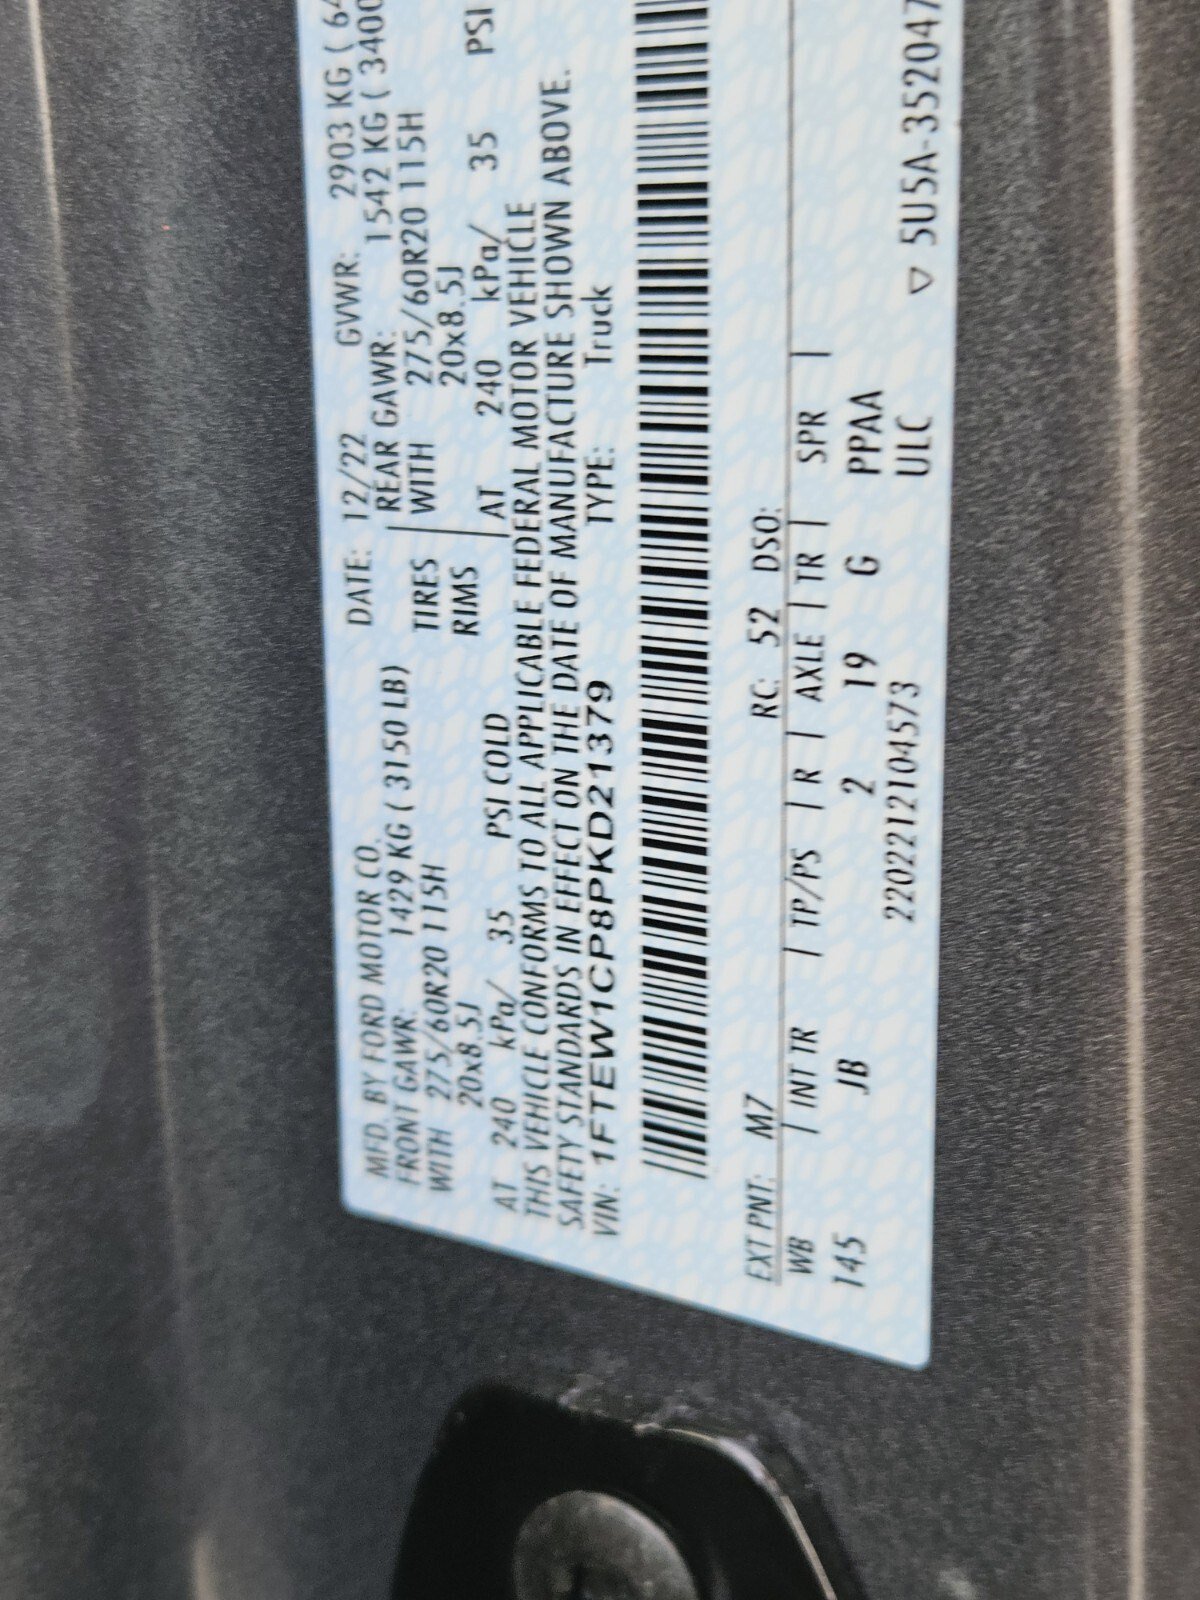 MFD. BY FORD MOTOR CO.
DATE: 12/22 GVWR: 2903 KG ( 64
FRONT GAWR: 1429 KG ( 3150 LB) REAR GAWR: 1542 KG ( 3400
WITH 275/60R20 115H TIRES WITH 275/60R20 115H
20x8.5J RIMS 20x8.5J
AT 240 kPa/ 35 PSI COLD AT 240 kPa/ 35 PSI
THIS VEHICLE CONFORMS TO ALL APPLICABLE FEDERAL MOTOR VEHICLE
SAFETY STANDARDS IN EFFECT ON THE DATE OF MANUFACTURE SHOWN ABOVE.
VIN: 1FTEW1CP8PKD21379 TYPE: Truck
EXT PNT: M7 RC: 52 DSO:
WB | INT TR | TP/PS | R | AXLE | TR | SPR |
145 JB 2 19 G PPAA
220221210​4573 ULC ▽ 5U5A-352047